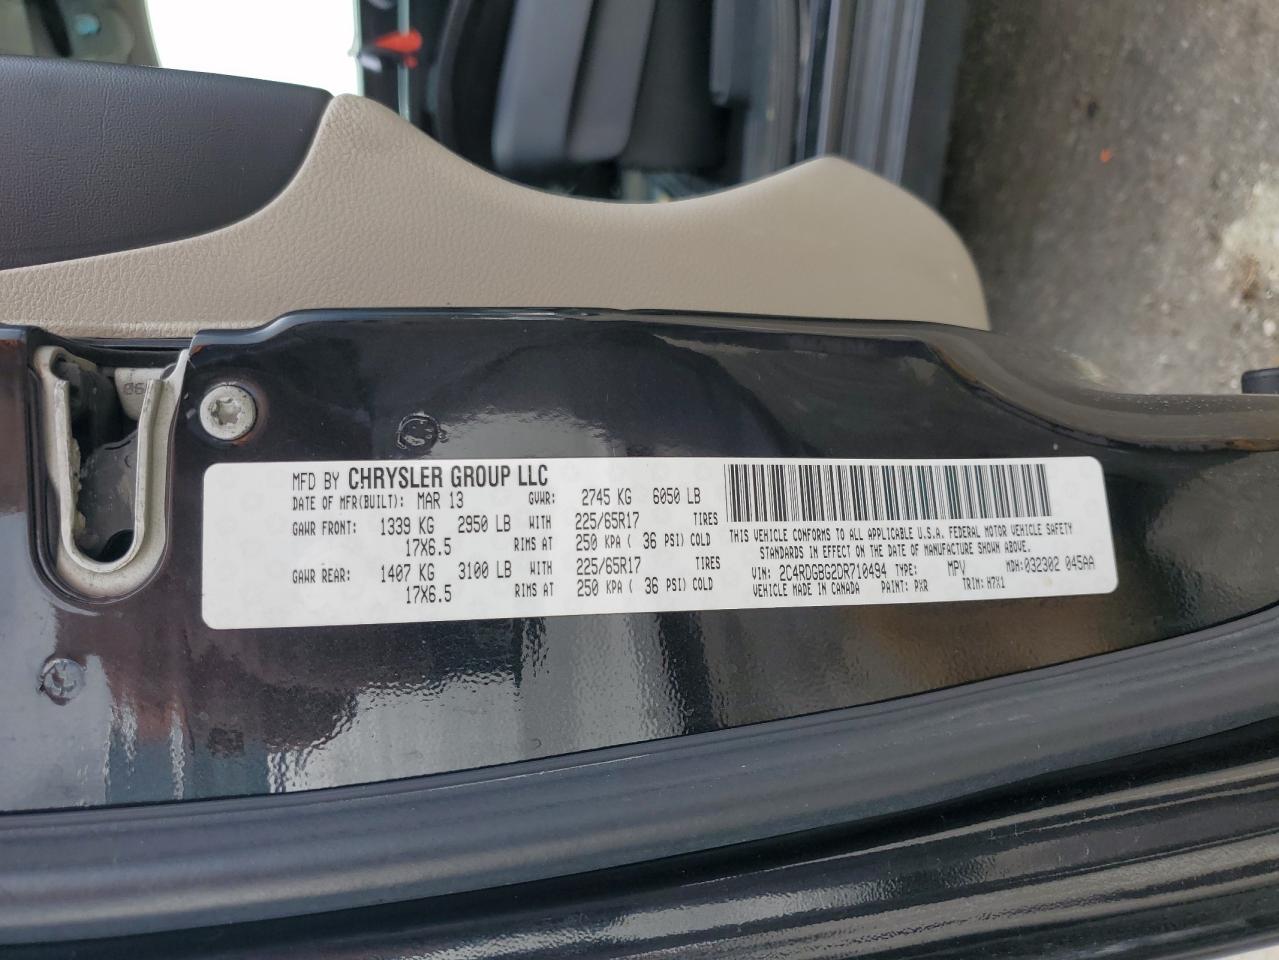 MFD BY CHRYSLER GROUP LLC
DATE OF MFR(BUILT): MAR 13 GVWR: 2745 KG 6050 LB
GAWR FRONT: 1339 KG 2950 LB WITH 225/65R17 TIRES
17X6.5 RIMS AT 250 KPA ( 36 PSI) COLD
GAWR REAR: 1407 KG 3100 LB WITH 225/65R17 TIRES
17X6.5 RIMS AT 250 KPA ( 36 PSI) COLD
THIS VEHICLE CONFORMS TO ALL APPLICABLE U.S.A. FEDERAL MOTOR VEHICLE SAFETY
STANDARDS IN EFFECT ON THE DATE OF MANUFACTURE SHOWN ABOVE.
VIN: 2C4RDGBG2DR710494 TYPE: MPV MDH: 032302 045AA
VEHICLE MADE IN CANADA PAINT: PXR TRIM: H7X1